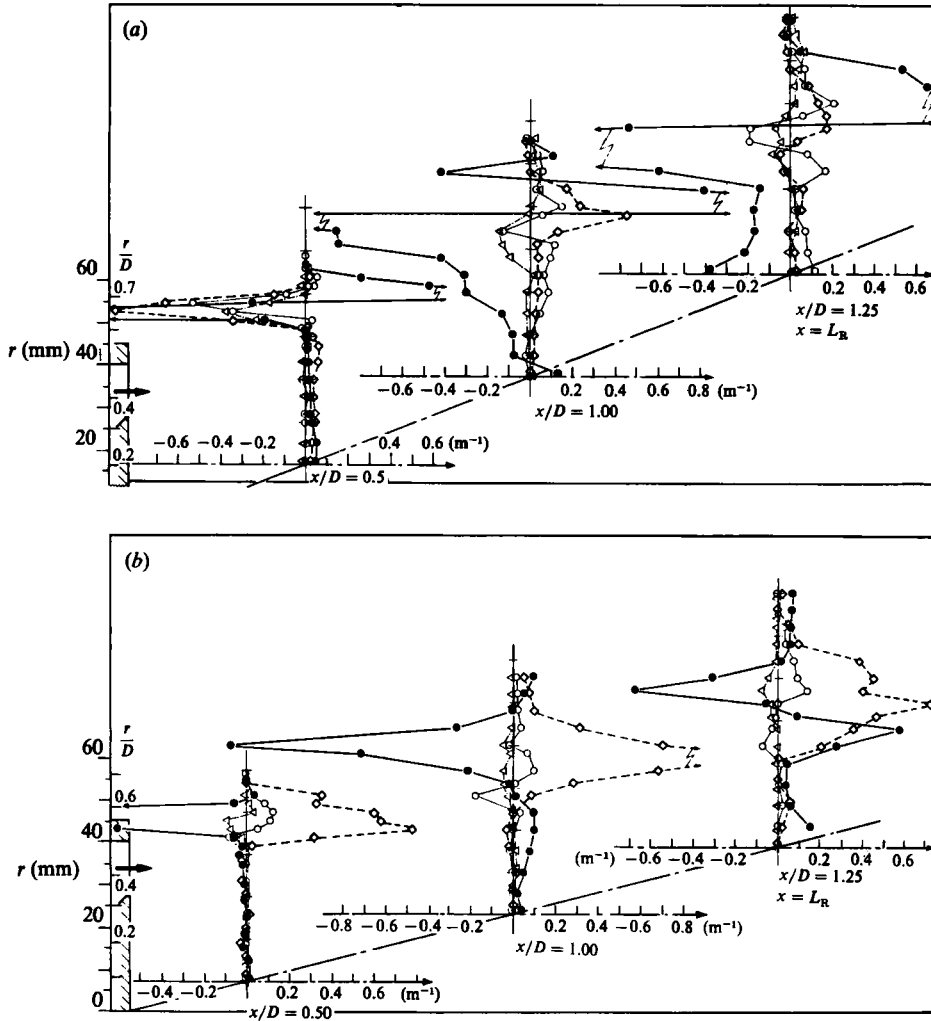 (a)
r/D
60
0.7
r (mm)
40
0.4
20
0.2
−0.6 −0.4 −0.2 0.4 0.6 (m⁻¹)
x/D = 0.5
−0.6 −0.4 −0.2 0.2 0.4 0.6 0.8 (m⁻¹)
x/D = 1.00
−0.6 −0.4 −0.2 0.2 0.4 0.6
x/D = 1.25
x = L_R
(b)
r/D
60
0.6
40
r (mm)
0.4
20
0.2
0
−0.4 −0.2 0.2 0.4 0.6 (m⁻¹)
x/D = 0.50
−0.8 −0.6 −0.4 −0.2 0.2 0.4 −0.6 0.8 (m⁻¹)
x/D = 1.00
(m⁻¹) −0.6 −0.4 −0.2 0.2 0.4 0.6
x/D = 1.25
x = L_R